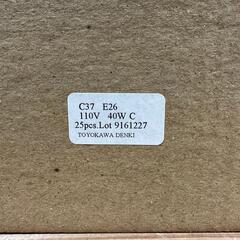 C37 E26
110V 40W C
25pcs.Lot 9161227
TOYOKAWA DENKI